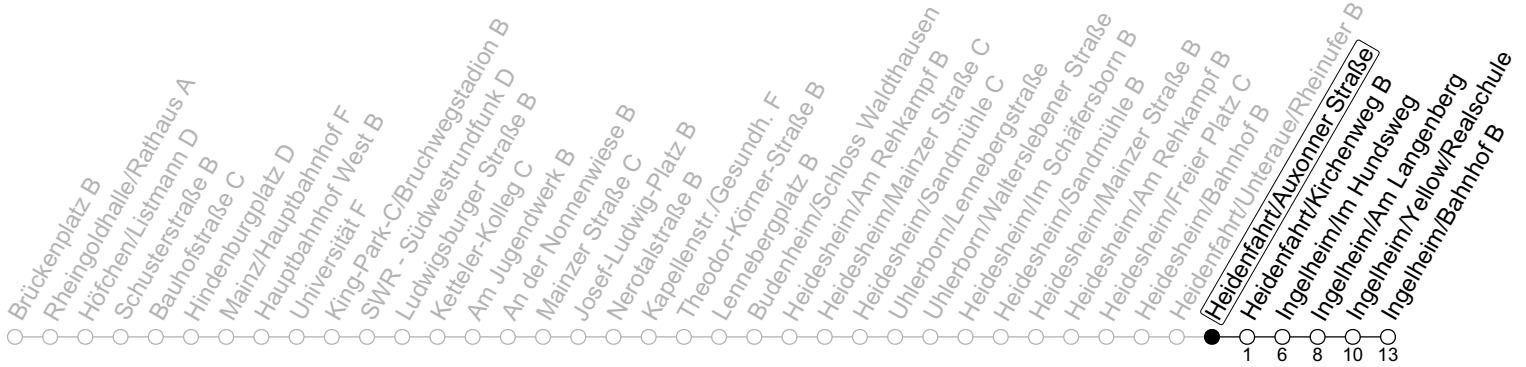 Brückenplatz B
Rheingoldhalle/Rathaus A
Höfchen/Listmann D
Schusterstraße B
Bauhofstraße C
Hindenburgplatz D
Mainz/Hauptbahnhof F
Hauptbahnhof West B
Universität F
King-Park-C/Bruchwegstadion B
SWR - Südwestrundfunk D
Ludwigsburger Straße B
Ketteler-Kolleg C
Am Jugendwerk B
An der Nonnenwiese B
Mainzer Straße C
Josef-Ludwig-Platz B
Nerotalstraße B
Kapellenstr./Gesundh. F
Theodor-Körner-Straße B
Lennebergplatz B
Budenheim/Schloss Waldthausen
Heidesheim/Am Rehkampf B
Heidesheim/Mainzer Straße C
Heidesheim/Sandmühle C
Uhlerborn/Lennebergstraße
Uhlerborn/Walterslebener Straße
Heidesheim/Im Schäfersborn B
Heidesheim/Sandmühle B
Heidesheim/Mainzer Straße B
Heidesheim/Am Rehkampf B
Heidesheim/Freier Platz C
Heidesheim/Bahnhof B
Heidenfahrt/Unteraue/Rheinufer B
Heidenfahrt/Auxonner Straße
Heidenfahrt/Kirchenweg B
Ingelheim/Im Hundsweg
Ingelheim/Am Langenberg
Ingelheim/Yellow/Realschule
Ingelheim/Bahnhof B
1 6 8 10 13